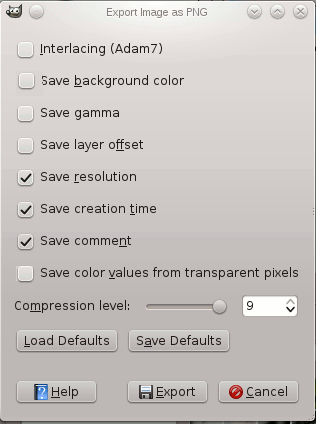 Export Image as PNG
Interlacing (Adam7)
Save background color
Save gamma
Save layer offset
Save resolution
Save creation time
Save comment
Save color values from transparent pixels
Compression level: 9
Load Defaults Save Defaults
Help Export Cancel